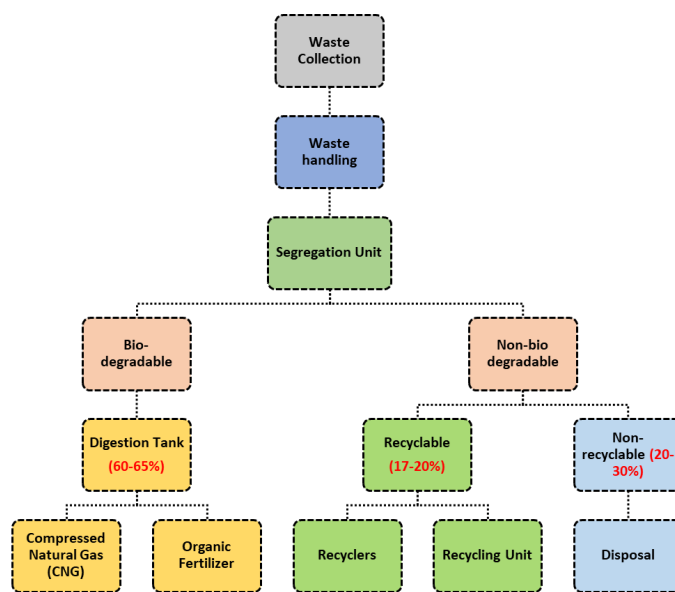 Waste
Collection
Waste
handling
Segregation Unit
Bio-
degradable
Non-bio
degradable
Digestion Tank
(60-65%)
Recyclable
(17-20%)
Non-
recyclable (20-
30%)
Compressed
Natural Gas
(CNG)
Organic
Fertilizer
Recyclers
Recycling Unit
Disposal